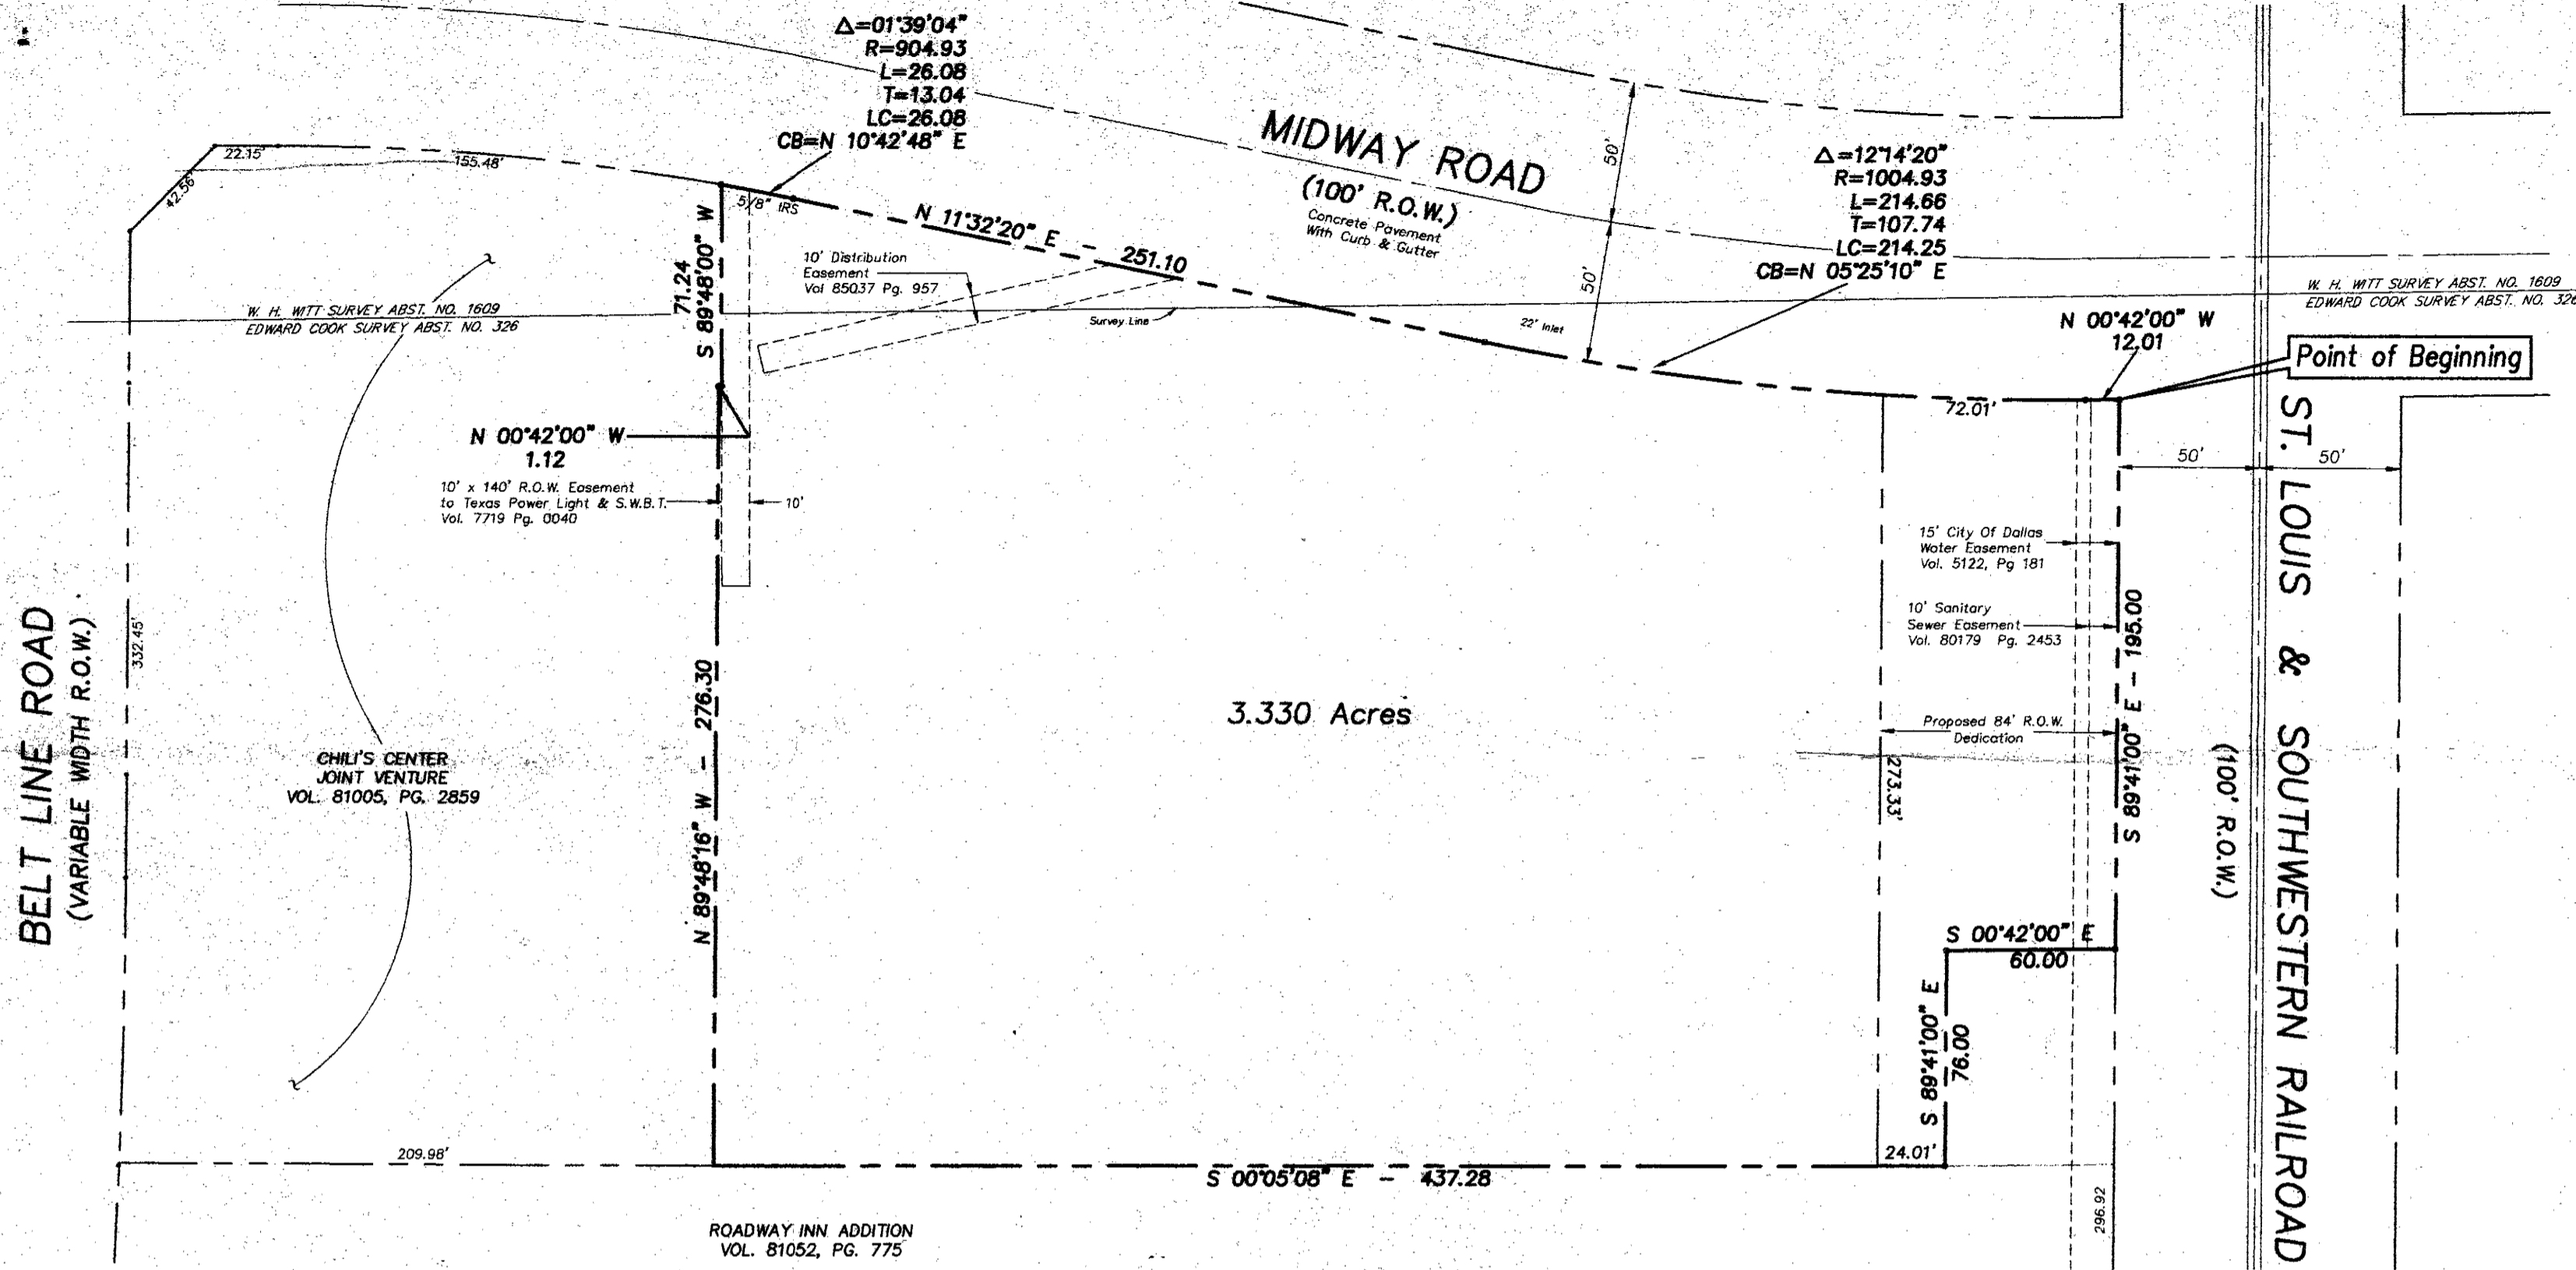 Δ=01°39'04"
R=904.93
L=26.08
T=13.04
LC=26.08
CB=N 10°42'48" E
MIDWAY ROAD
(100' R.O.W.)
Concrete Pavement
With Curb & Gutter
50'
50'
Δ=12°14'20"
R=1004.93
L=214.66
T=107.74
LC=214.25
CB=N 05°25'10" E
22.15'
155.48'
42.56'
5/8" IRS
N 11°32'20" E - 251.10
S 89°48'00" W
71.24
10' Distribution
Easement
Vol 85037 Pg. 957
W. H. WITT SURVEY ABST. NO. 1609
EDWARD COOK SURVEY ABST. NO. 326
Survey Line
22' Inlet
W. H. WITT SURVEY ABST. NO. 1609
EDWARD COOK SURVEY ABST. NO. 326
N 00°42'00" W
12.01
Point of Beginning
72.01'
N 00°42'00" W
1.12
10' x 140' R.O.W. Easement
to Texas Power Light & S.W.B.T.
Vol. 7719 Pg. 0040
10'
50'
50'
15' City Of Dallas
Water Easement
Vol. 5122, Pg 181
10' Sanitary
Sewer Easement
Vol. 80179 Pg. 2453
S 89°41'00" E - 195.00
BELT LINE ROAD
(VARIABLE WIDTH R.O.W.)
332.45'
N 89°48'16" W - 276.30
3.330 Acres
Proposed 84' R.O.W.
Dedication
273.33'
CHILI'S CENTER
JOINT VENTURE
VOL. 81005, PG. 2859
ST. LOUIS & SOUTHWESTERN RAILROAD
(100' R.O.W.)
S 00°42'00" E
60.00
S 89°41'00" E
76.00
209.98'
24.01'
S 00°05'08" E - 437.28
296.92
ROADWAY INN ADDITION
VOL. 81052, PG. 775